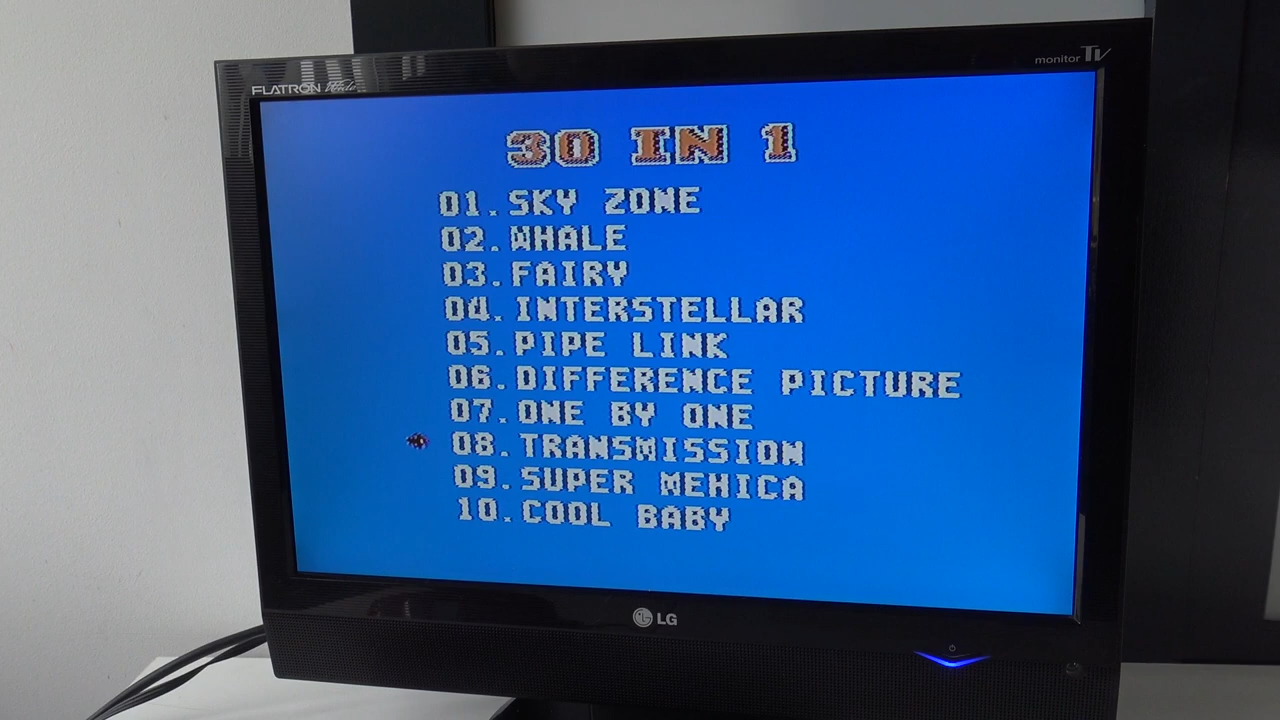 FLATRON Wide
monitor TV
30 IN 1
01.SKY ZONE
02.WHALE
03.FAIRY
04.INTERSTELLAR
05.PIPE LINK
06.DIFFERENCE PICTURE
07.ONE BY ONE
08.TRANSMISSION
09.SUPER MEHICA
10.COOL BABY
LG